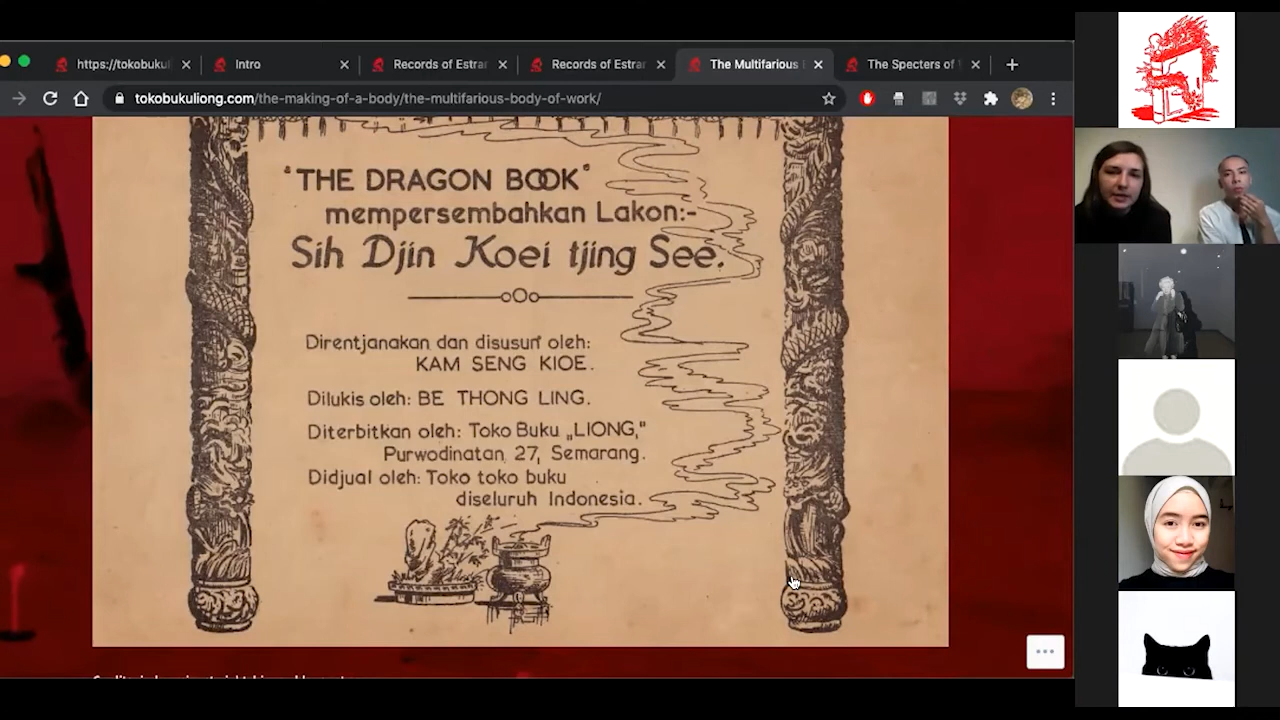 https://tokobukuli
Intro
Records of Estran
Records of Estran
The Multifarious
The Specters of
tokobukuliong.com/the-making-of-a-body/the-multifarious-body-of-work/
"THE DRAGON BOOK"
mempersembahkan Lakon:-
Sih Djin Koei tjing See.
Direntjanakan dan disusun oleh:
KAM SENG KIOE.
Dilukis oleh: BE THONG LING.
Diterbitkan oleh: Toko Buku „LIONG,"
Purwodinatan 27, Semarang.
Didjual oleh: Toko toko buku
diseluruh Indonesia.